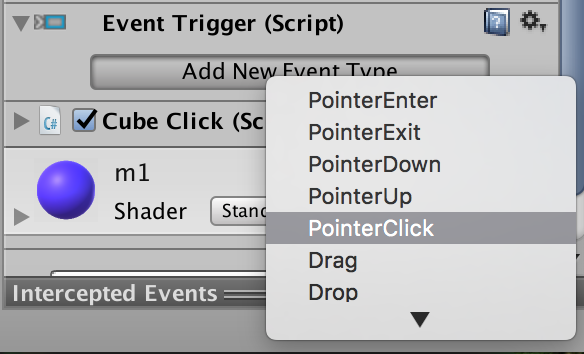 Event Trigger (Script)
Add New Event Type
C#
Cube Click (Sc
m1
Shader
Stand
Intercepted Events
PointerEnter
PointerExit
PointerDown
PointerUp
PointerClick
Drag
Drop